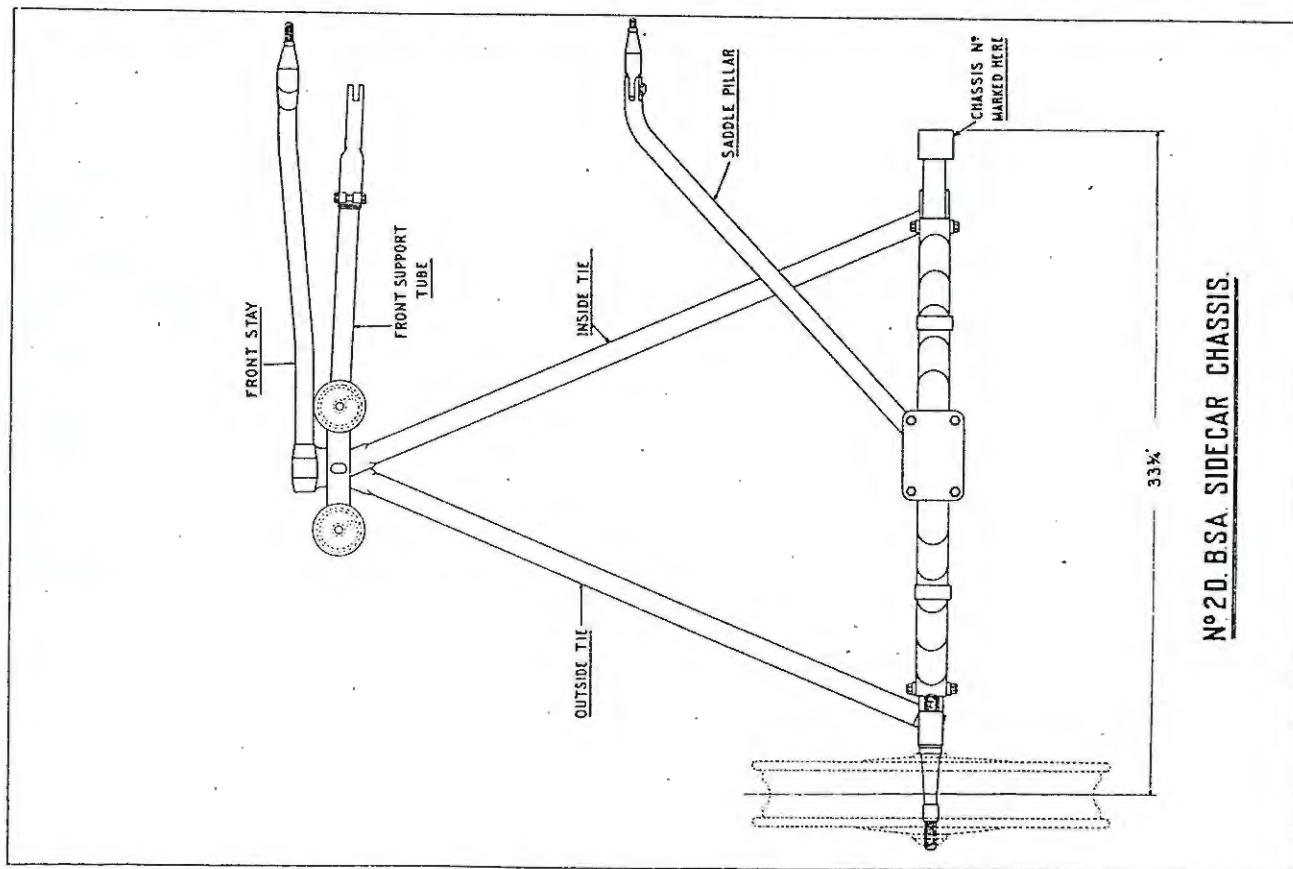 FRONT STAY
FRONT SUPPORT
TUBE
INSIDE TIE
OUTSIDE TIE
SADDLE PILLAR
CHASSIS Nº
MARKED HERE
33¾"
Nº 2D. B.S.A. SIDECAR CHASSIS.